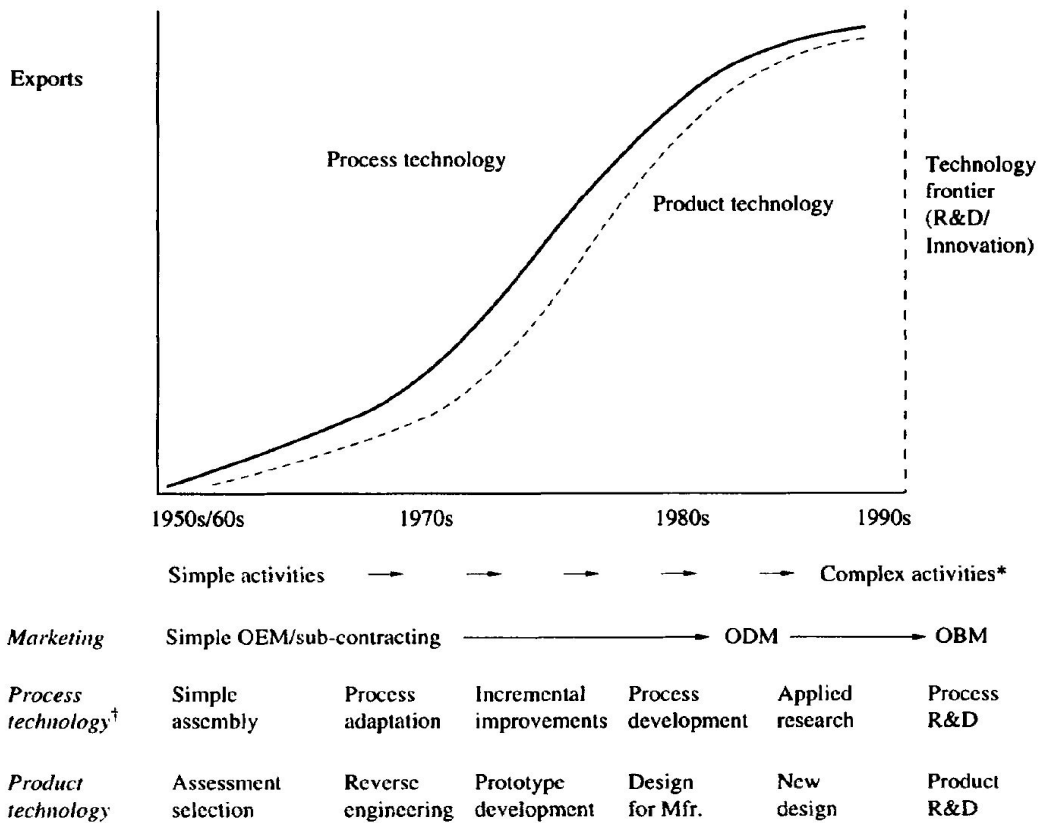 Exports
Process technology
Product technology
Technology
frontier
(R&D/
Innovation)
1950s/60s 1970s 1980s 1990s
Simple activities → → → → → Complex activities*
Marketing Simple OEM/sub-contracting → ODM → OBM
Process Simple Process Incremental Process Applied Process
technology† assembly adaptation improvements development research R&D
Product Assessment Reverse Prototype Design New Product
technology selection engineering development for Mfr. design R&D